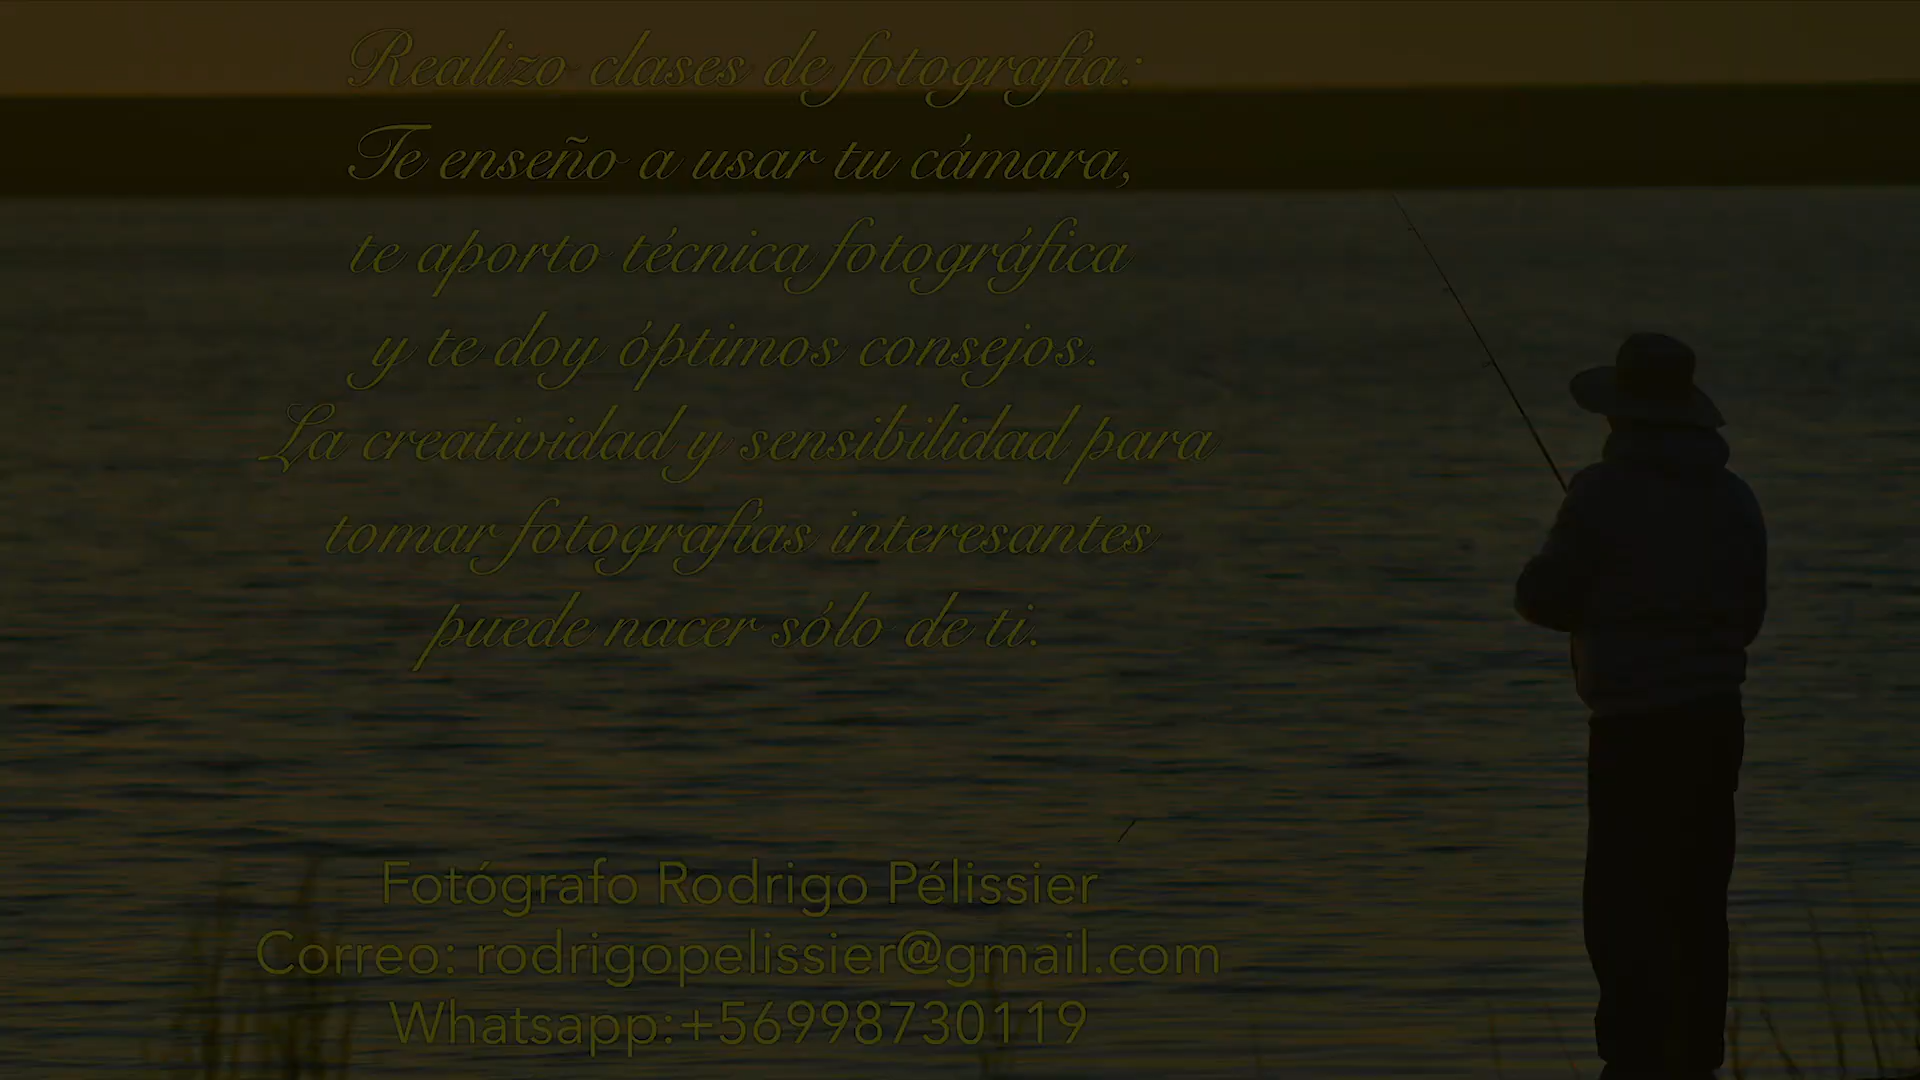 Realizo clases de fotografía:
Te enseño a usar tu cámara,
te aporto técnica fotográfica
y te doy óptimos consejos.
La creatividad y sensibilidad para
tomar fotografías interesantes
puede nacer sólo de ti.
Fotógrafo Rodrigo Pélissier
Correo: rodrigopelissier@gmail.com
Whatsapp:+56998730119